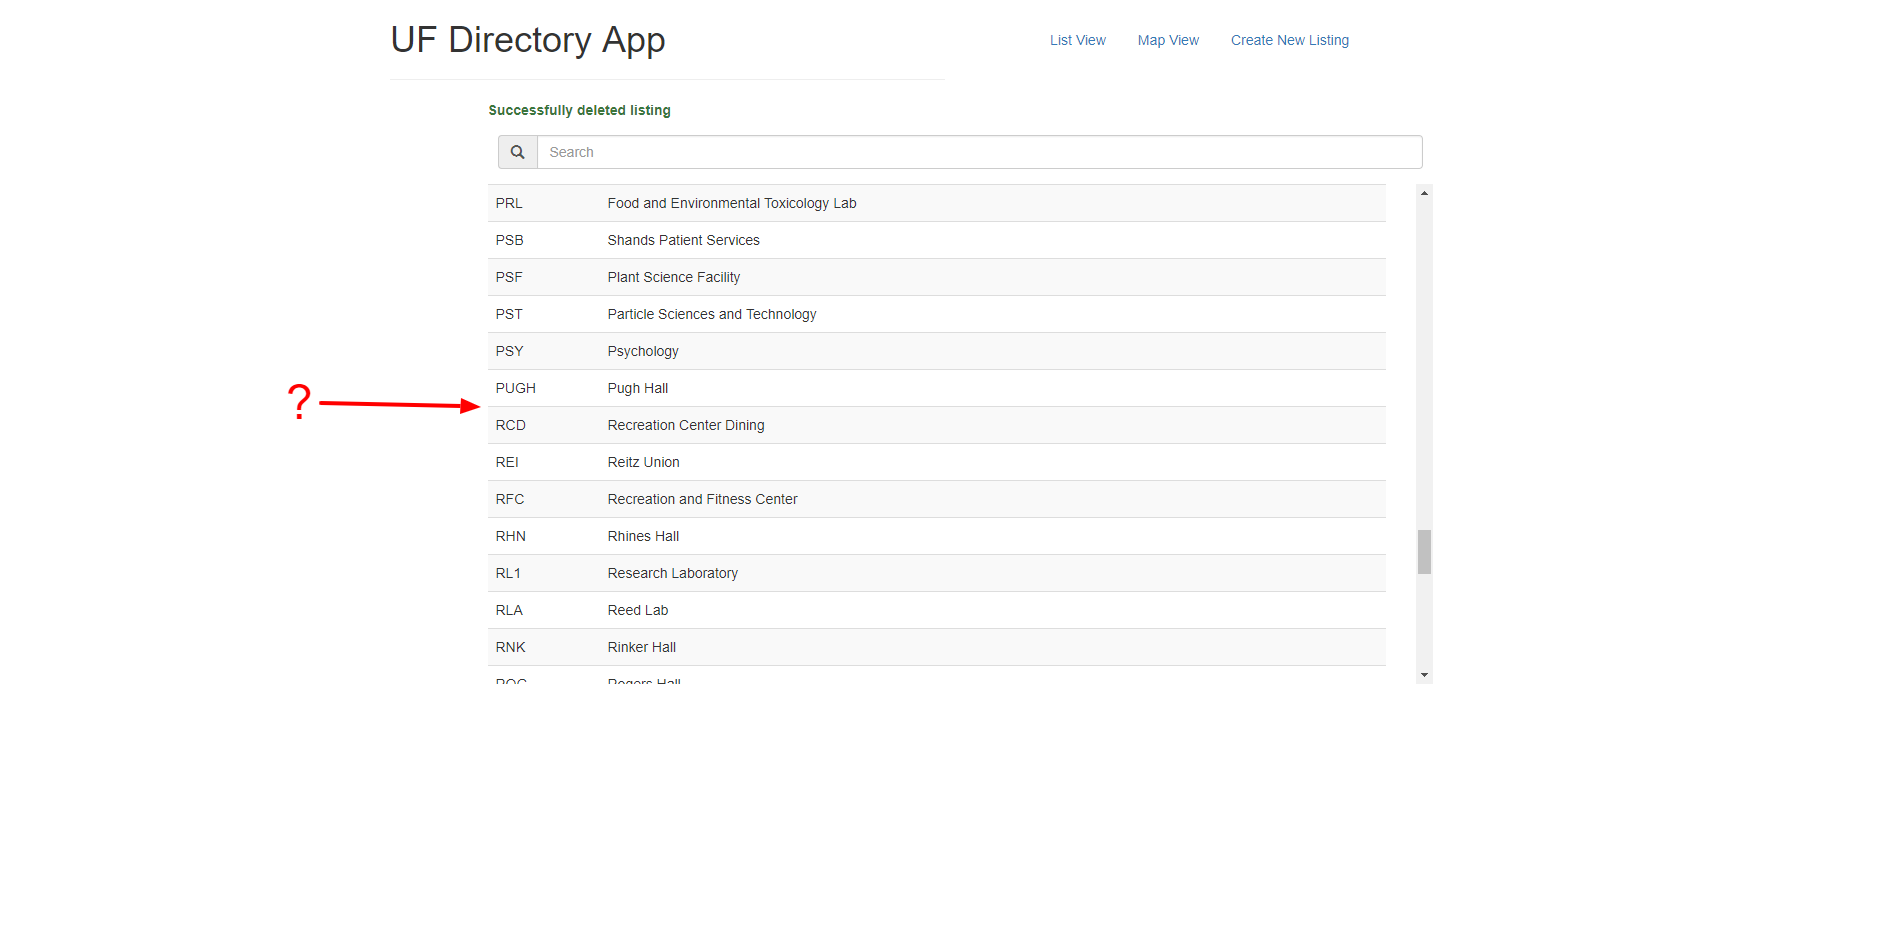 UF Directory App
List View Map View Create New Listing
Successfully deleted listing
Search
PRL Food and Environmental Toxicology Lab
PSB Shands Patient Services
PSF Plant Science Facility
PST Particle Sciences and Technology
PSY Psychology
PUGH Pugh Hall
?
RCD Recreation Center Dining
REI Reitz Union
RFC Recreation and Fitness Center
RHN Rhines Hall
RL1 Research Laboratory
RLA Reed Lab
RNK Rinker Hall
Rogers Hall